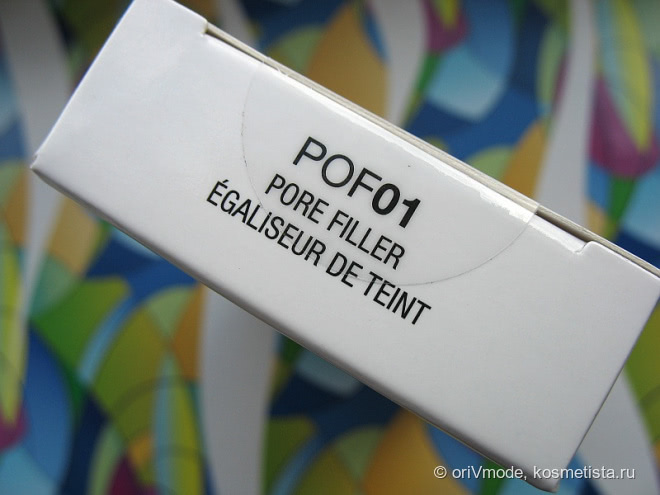 POF01
PORE FILLER
ÉGALISEUR DE TEINT
© oriVmode, kosmetista.ru